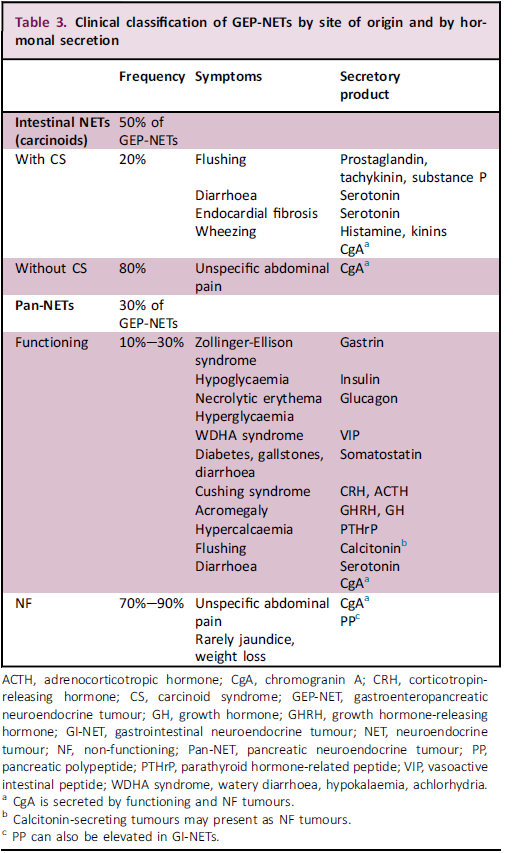 Table 3. Clinical classification of GEP-NETs by site of origin and by hor-
monal secretion
Frequency Symptoms Secretory
product
Intestinal NETs 50% of
(carcinoids) GEP-NETs
With CS 20% Flushing Prostaglandin,
tachykinin, substance P
Diarrhoea Serotonin
Endocardial fibrosis Serotonin
Wheezing Histamine, kinins
CgAᵃ
Without CS 80% Unspecific abdominal CgAᵃ
pain
Pan-NETs 30% of
GEP-NETs
Functioning 10%–30% Zollinger-Ellison Gastrin
syndrome
Hypoglycaemia Insulin
Necrolytic erythema Glucagon
Hyperglycaemia
WDHA syndrome VIP
Diabetes, gallstones, Somatostatin
diarrhoea
Cushing syndrome CRH, ACTH
Acromegaly GHRH, GH
Hypercalcaemia PTHrP
Flushing Calcitoninᵇ
Diarrhoea Serotonin
CgAᵃ
NF 70%–90% Unspecific abdominal CgAᵃ
pain PPᶜ
Rarely jaundice,
weight loss
ACTH, adrenocorticotropic hormone; CgA, chromogranin A; CRH, corticotropin-
releasing hormone; CS, carcinoid syndrome; GEP-NET, gastroenteropancreatic
neuroendocrine tumour; GH, growth hormone; GHRH, growth hormone-releasing
hormone; GI-NET, gastrointestinal neuroendocrine tumour; NET, neuroendocrine
tumour; NF, non-functioning; Pan-NET, pancreatic neuroendocrine tumour; PP,
pancreatic polypeptide; PTHrP, parathyroid hormone-related peptide; VIP, vasoactive
intestinal peptide; WDHA syndrome, watery diarrhoea, hypokalaemia, achlorhydria.
ᵃ CgA is secreted by functioning and NF tumours.
ᵇ Calcitonin-secreting tumours may present as NF tumours.
ᶜ PP can also be elevated in GI-NETs.